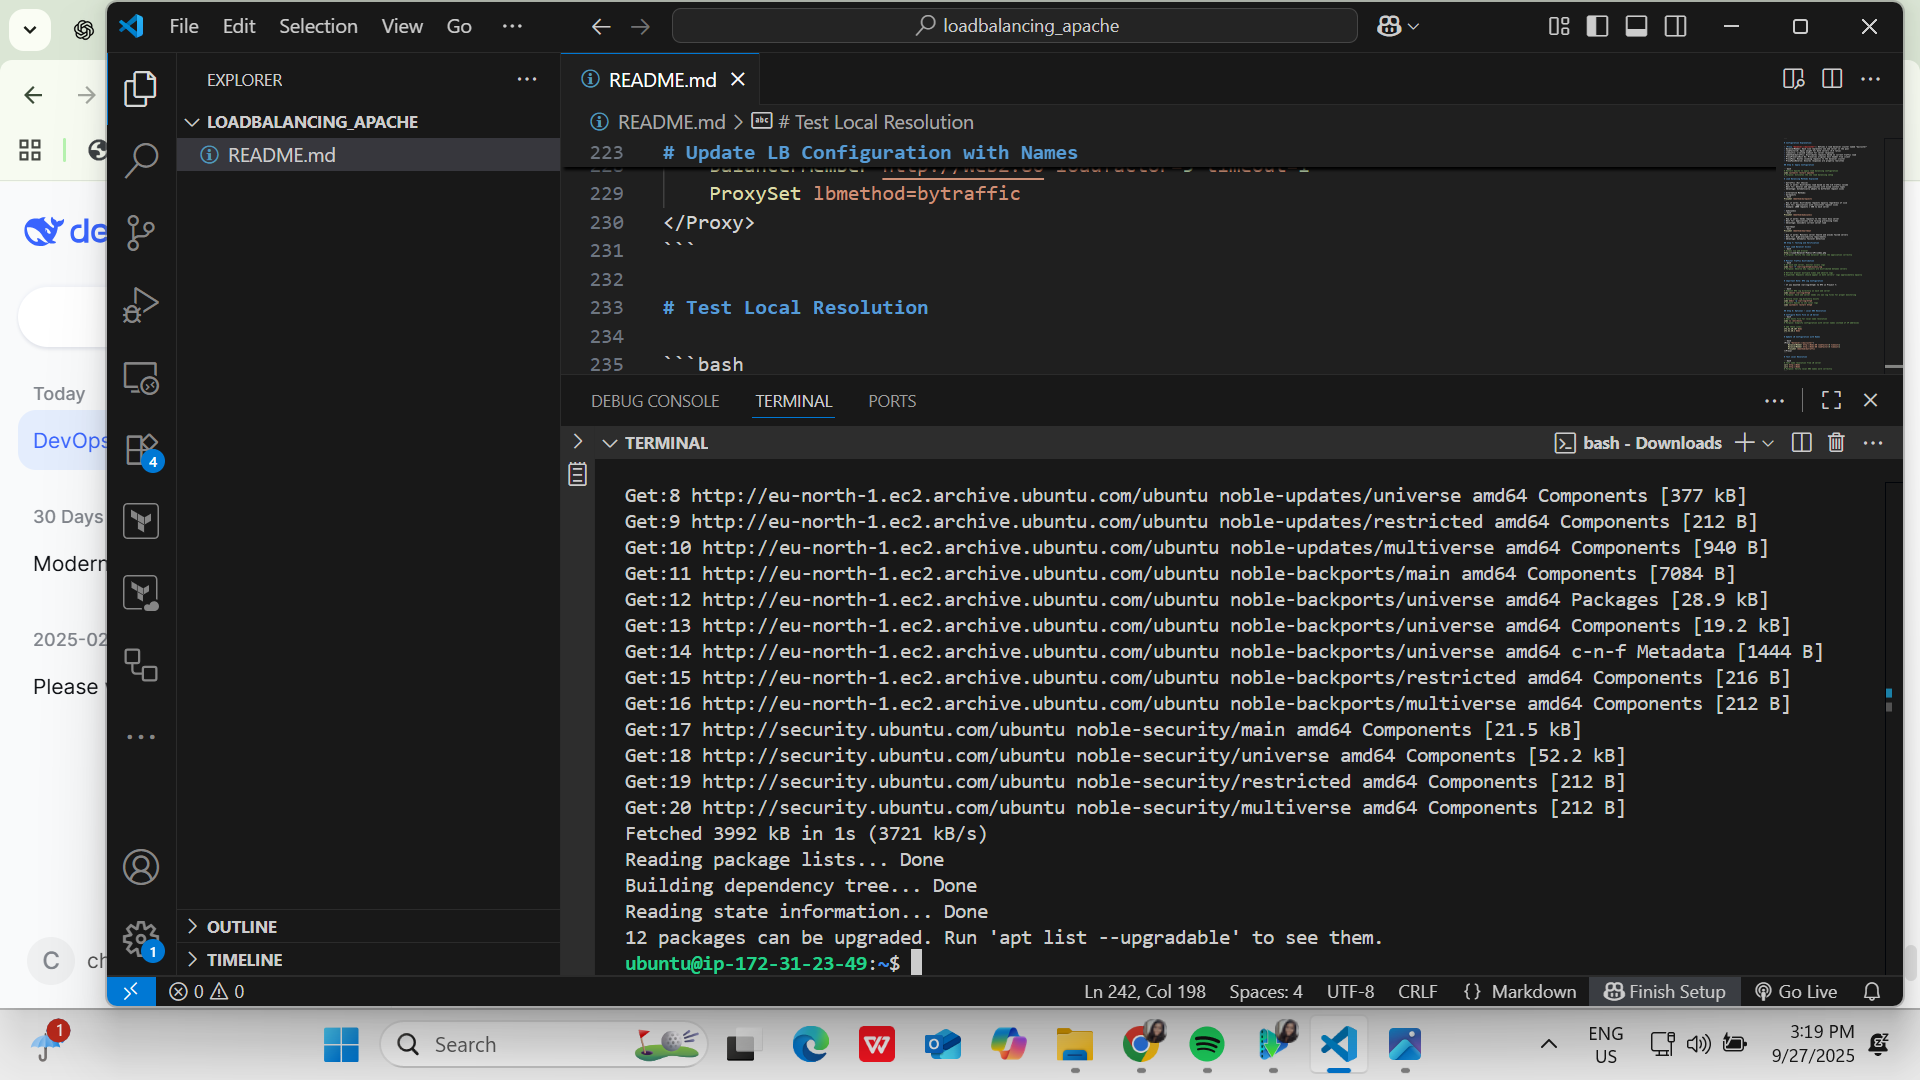 File Edit Selection View Go ··· loadbalancing_apache
EXPLORER ···
LOADBALANCING_APACHE
README.md
OUTLINE
TIMELINE
README.md
README.md > # Test Local Resolution
223 # Update LB Configuration with Names
229 ProxySet lbmethod=bytraffic
230 </Proxy>
231 ```
232
233 # Test Local Resolution
234
235 ```bash
DEBUG CONSOLE TERMINAL PORTS
TERMINAL bash - Downloads
Get:8 http://eu-north-1.ec2.archive.ubuntu.com/ubuntu noble-updates/universe amd64 Components [377 kB]
Get:9 http://eu-north-1.ec2.archive.ubuntu.com/ubuntu noble-updates/restricted amd64 Components [212 B]
Get:10 http://eu-north-1.ec2.archive.ubuntu.com/ubuntu noble-updates/multiverse amd64 Components [940 B]
Get:11 http://eu-north-1.ec2.archive.ubuntu.com/ubuntu noble-backports/main amd64 Components [7084 B]
Get:12 http://eu-north-1.ec2.archive.ubuntu.com/ubuntu noble-backports/universe amd64 Packages [28.9 kB]
Get:13 http://eu-north-1.ec2.archive.ubuntu.com/ubuntu noble-backports/universe amd64 Components [19.2 kB]
Get:14 http://eu-north-1.ec2.archive.ubuntu.com/ubuntu noble-backports/universe amd64 c-n-f Metadata [1444 B]
Get:15 http://eu-north-1.ec2.archive.ubuntu.com/ubuntu noble-backports/restricted amd64 Components [216 B]
Get:16 http://eu-north-1.ec2.archive.ubuntu.com/ubuntu noble-backports/multiverse amd64 Components [212 B]
Get:17 http://security.ubuntu.com/ubuntu noble-security/main amd64 Components [21.5 kB]
Get:18 http://security.ubuntu.com/ubuntu noble-security/universe amd64 Components [52.2 kB]
Get:19 http://security.ubuntu.com/ubuntu noble-security/restricted amd64 Components [212 B]
Get:20 http://security.ubuntu.com/ubuntu noble-security/multiverse amd64 Components [212 B]
Fetched 3992 kB in 1s (3721 kB/s)
Reading package lists... Done
Building dependency tree... Done
Reading state information... Done
12 packages can be upgraded. Run 'apt list --upgradable' to see them.
ubuntu@ip-172-31-23-49:~$
0 0 Ln 242, Col 198 Spaces: 4 UTF-8 CRLF {} Markdown Finish Setup Go Live
4
1
de
Today
DevOps
30 Days
Modern
2025-02
Please
C ch
1
Search
ENG
US
3:19 PM
9/27/2025